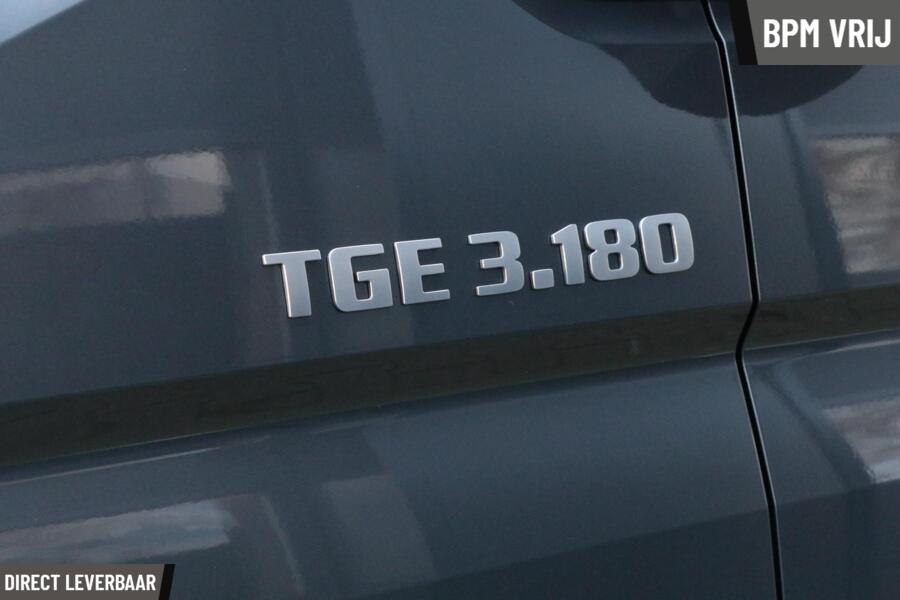 BPM VRIJ
TGE 3.180
DIRECT LEVERBAAR